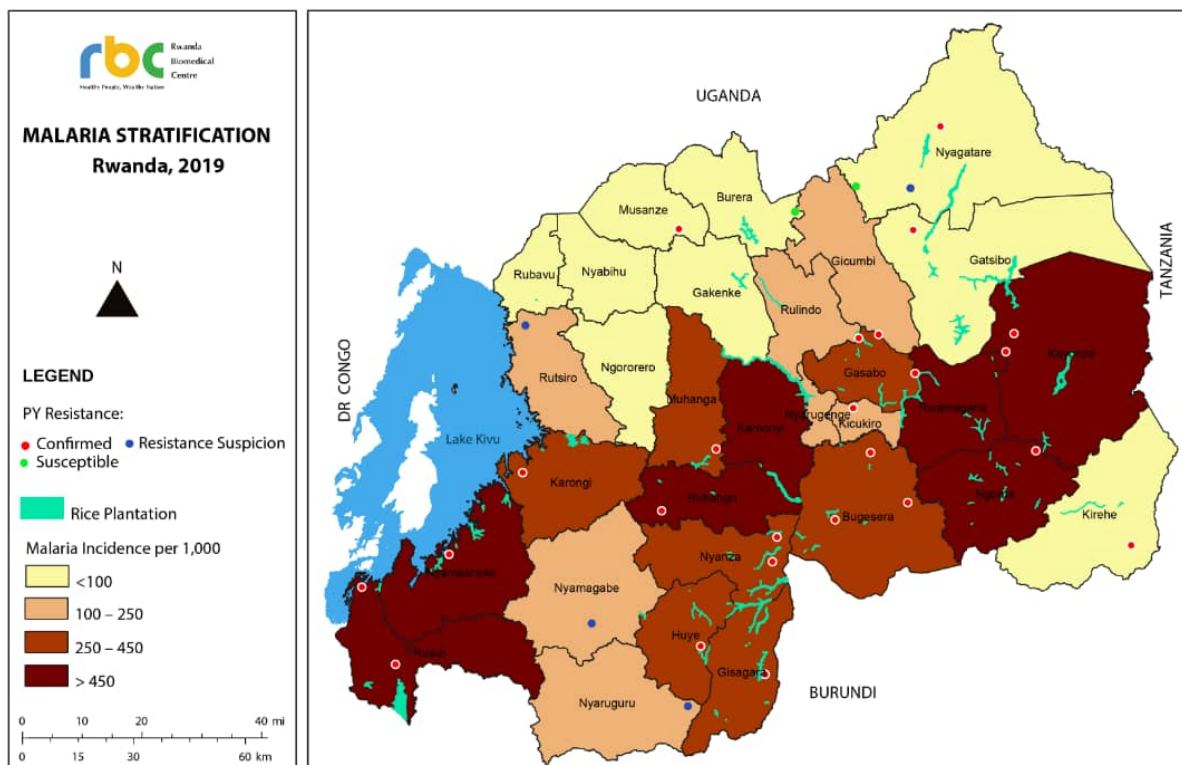 rbc
Rwanda
Biomedical
Centre
Healthy People, Wealthy Nation
MALARIA STRATIFICATION
Rwanda, 2019
N
LEGEND
PY Resistance:
Confirmed
Resistance Suspicion
Susceptible
Rice Plantation
Malaria Incidence per 1,000
<100
100 – 250
250 – 450
> 450
0 10 20 40 mi
0 15 30 60 km
UGANDA
TANZANIA
DR CONGO
BURUNDI
Lake Kivu
Nyagatare
Burera
Musanze
Gicumbi
Gatsibo
Rubavu
Nyabihu
Gakenke
Rulindo
Rutsiro
Ngororero
Muhanga
Gasabo
Kayonza
Rwamagana
Nyarugenge
Kicukiro
Kamonyi
Karongi
Ruhango
Ngoma
Kirehe
Bugesera
Nyanza
Nyamasheke
Nyamagabe
Huye
Gisagara
Rusizi
Nyaruguru